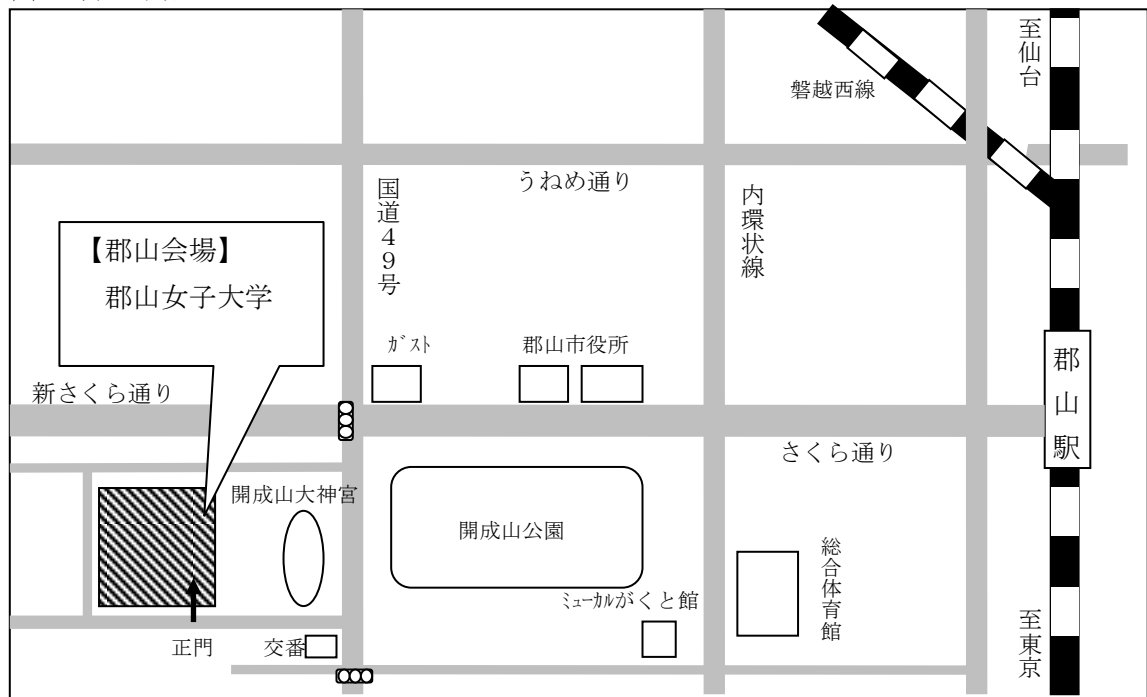 至仙台
磐越西線
うねめ通り
国道４９号
内環状線
【郡山会場】
郡山女子大学
ｶﾞｽﾄ
郡山市役所
新さくら通り
郡山駅
さくら通り
開成山大神宮
開成山公園
総合体育館
ﾐｭｰｶﾙがくと館
正門
交番
至東京